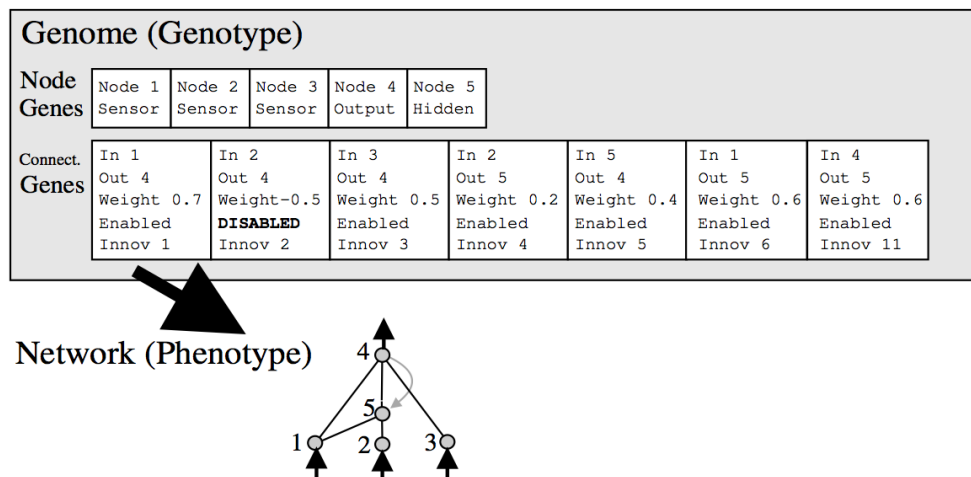 Genome (Genotype)
Node Genes
Node 1 Sensor
Node 2 Sensor
Node 3 Sensor
Node 4 Output
Node 5 Hidden
Connect. Genes
In 1
Out 4
Weight 0.7
Enabled
Innov 1
In 2
Out 4
Weight-0.5
DISABLED
Innov 2
In 3
Out 4
Weight 0.5
Enabled
Innov 3
In 2
Out 5
Weight 0.2
Enabled
Innov 4
In 5
Out 4
Weight 0.4
Enabled
Innov 5
In 1
Out 5
Weight 0.6
Enabled
Innov 6
In 4
Out 5
Weight 0.6
Enabled
Innov 11
Network (Phenotype)
4
5
1
2
3